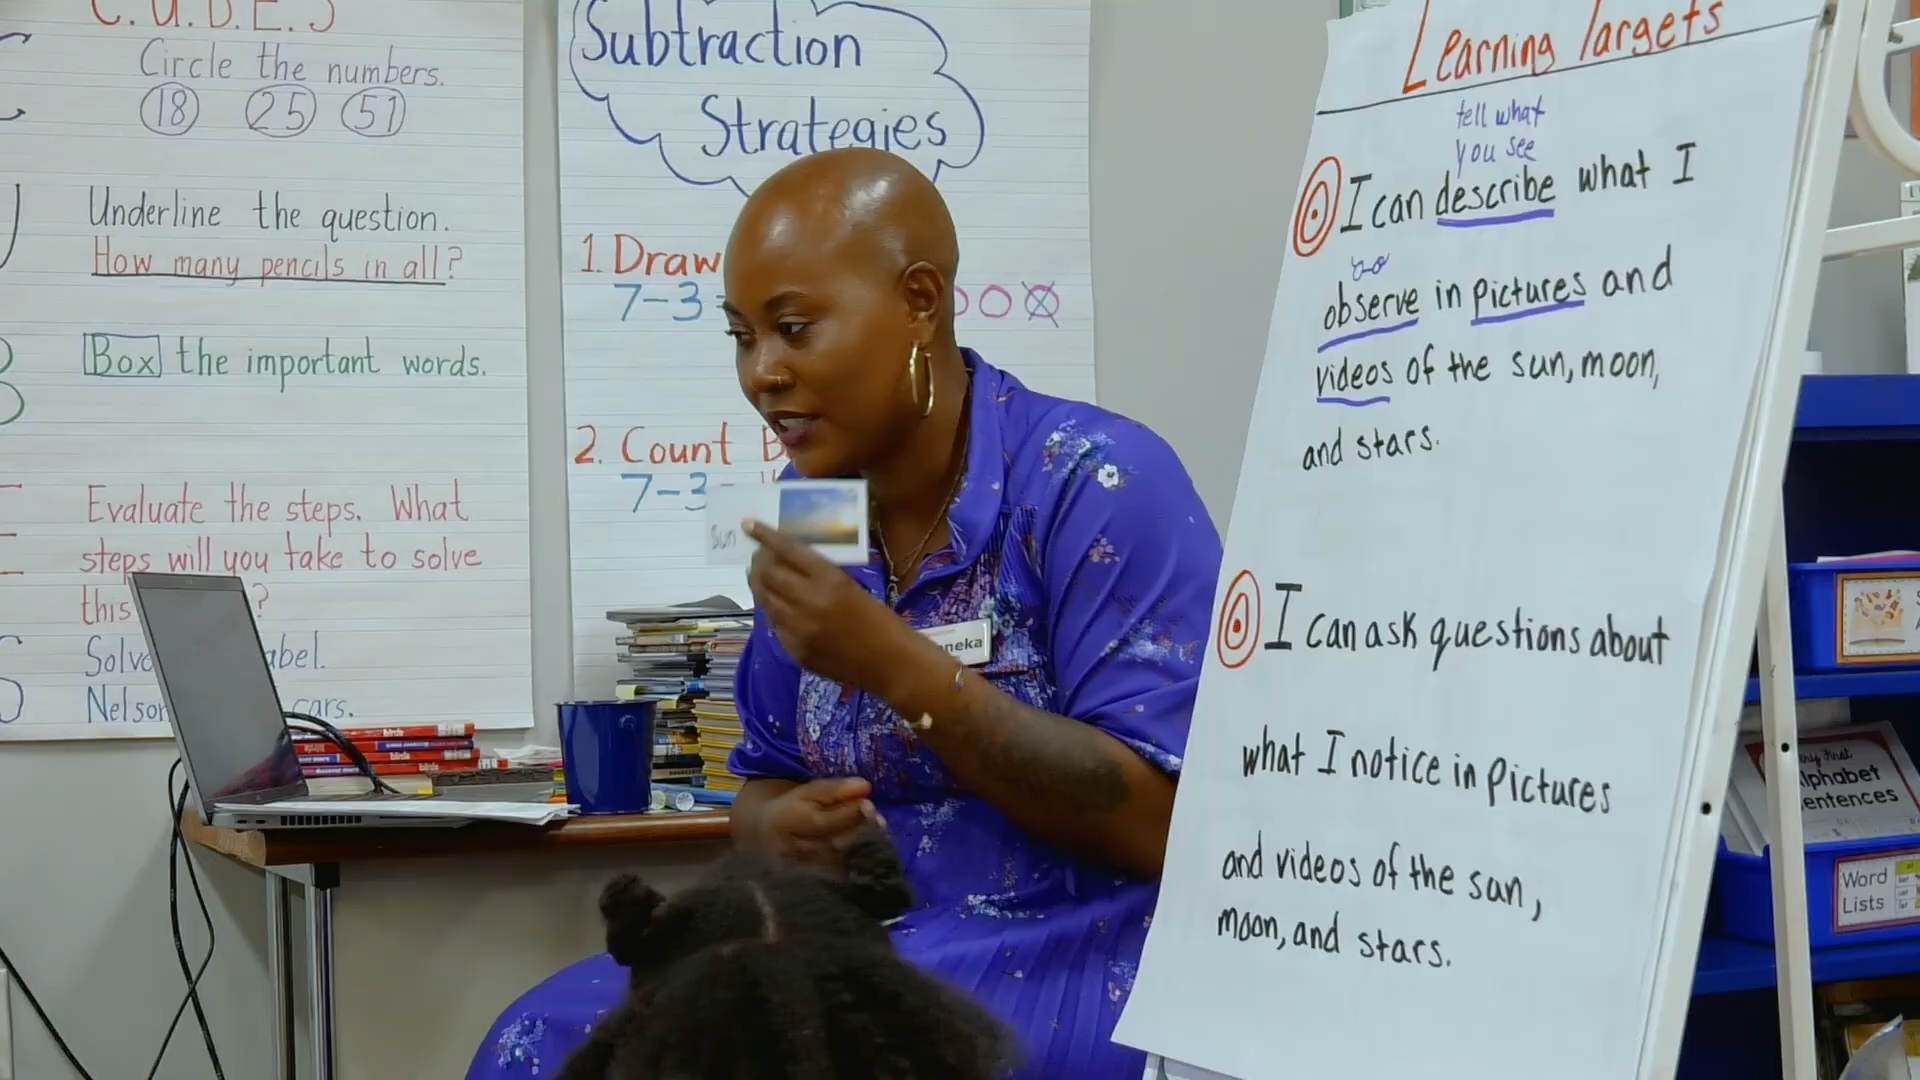 C. U. B. E. S
Circle the numbers.
18 25 51
Underline the question.
How many pencils in all?
Box the important words.
Evaluate the steps. What
steps will you take to solve
this ?
Solve abel.
Nelson cars.
Subtraction
Strategies
1. Draw
7-3
2. Count B
7-3
Sun
neka
Learning Targets
tell what
you see
I can describe what I
observe in pictures and
videos of the sun, moon,
and stars.
I can ask questions about
what I notice in pictures
and videos of the sun,
moon, and stars.
Alphabet
Sentences
Word
Lists